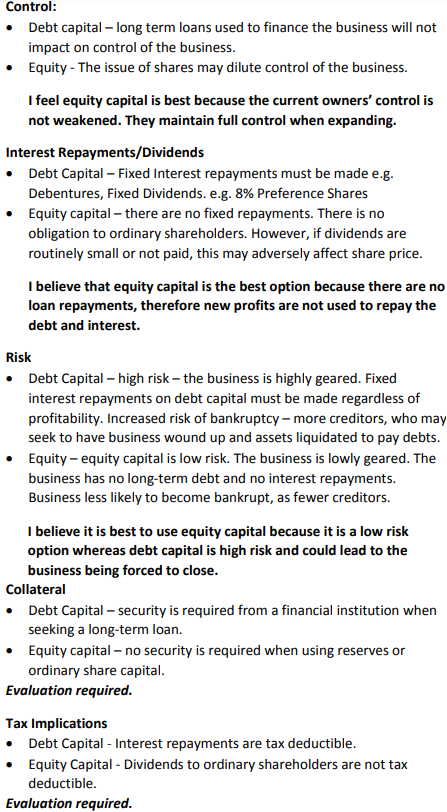 Control:
• Debt capital – long term loans used to finance the business will not
impact on control of the business.
• Equity - The issue of shares may dilute control of the business.
I feel equity capital is best because the current owners’ control is
not weakened. They maintain full control when expanding.
Interest Repayments/Dividends
• Debt Capital – Fixed Interest repayments must be made e.g.
Debentures, Fixed Dividends. e.g. 8% Preference Shares
• Equity capital – there are no fixed repayments. There is no
obligation to ordinary shareholders. However, if dividends are
routinely small or not paid, this may adversely affect share price.
I believe that equity capital is the best option because there are no
loan repayments, therefore new profits are not used to repay the
debt and interest.
Risk
• Debt Capital – high risk – the business is highly geared. Fixed
interest repayments on debt capital must be made regardless of
profitability. Increased risk of bankruptcy – more creditors, who may
seek to have business wound up and assets liquidated to pay debts.
• Equity – equity capital is low risk. The business is lowly geared. The
business has no long-term debt and no interest repayments.
Business less likely to become bankrupt, as fewer creditors.
I believe it is best to use equity capital because it is a low risk
option whereas debt capital is high risk and could lead to the
business being forced to close.
Collateral
• Debt Capital – security is required from a financial institution when
seeking a long-term loan.
• Equity capital – no security is required when using reserves or
ordinary share capital.
Evaluation required.
Tax Implications
• Debt Capital - Interest repayments are tax deductible.
• Equity Capital - Dividends to ordinary shareholders are not tax
deductible.
Evaluation required.